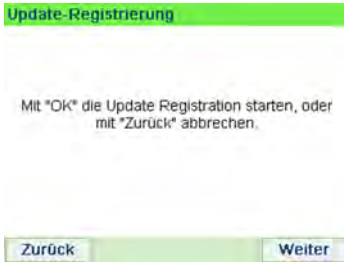 Update-Registrierung
Mit "OK" die Update Registration starten, oder
mit "Zurück" abbrechen.
Zurück
Weiter